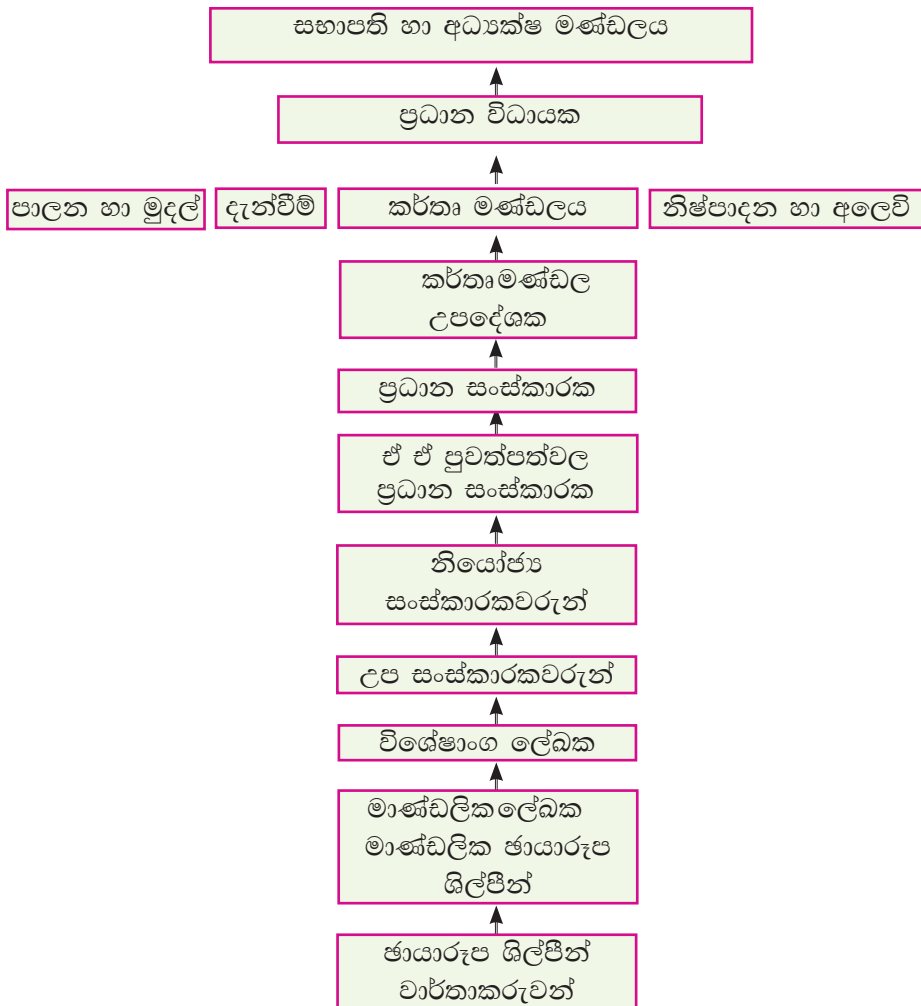 සභාපති හා අධ්‍යක්ෂ මණ්ඩලය
ප්‍රධාන විධායක
පාලන හා මුදල්
දැන්වීම්
කර්තෘ මණ්ඩලය
නිෂ්පාදන හා අලෙවි
කර්තෘමණ්ඩල
උපදේශක
ප්‍රධාන සංස්කාරක
ඒ ඒ පුවත්පත්වල
ප්‍රධාන සංස්කාරක
නියෝජ්‍ය
සංස්කාරකවරුන්
උප සංස්කාරකවරුන්
විශේෂාංග ලේඛක
මාණ්ඩලිකලේඛක
මාණ්ඩලික ඡායාරූප
ශිල්පීන්
ඡායාරූප ශිල්පීන්
වාර්තාකරුවන්